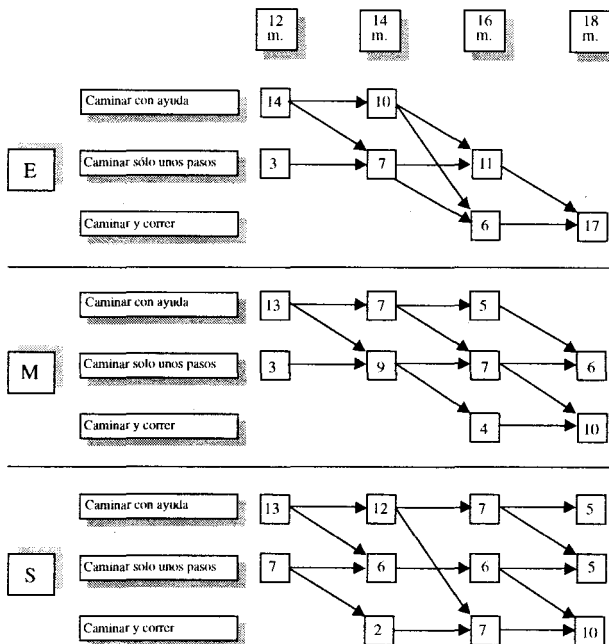 12 m. 14 m. 16 m. 18 m.
Caminar con ayuda 14 10
E Caminar sólo unos pasos 3 7 11
Caminar y correr 6 17
Caminar con ayuda 13 7 5
M Caminar solo unos pasos 3 9 7 6
Caminar y correr 4 10
Caminar con ayuda 13 12 7 5
S Caminar solo unos pasos 7 6 6 5
Caminar y correr 2 7 10